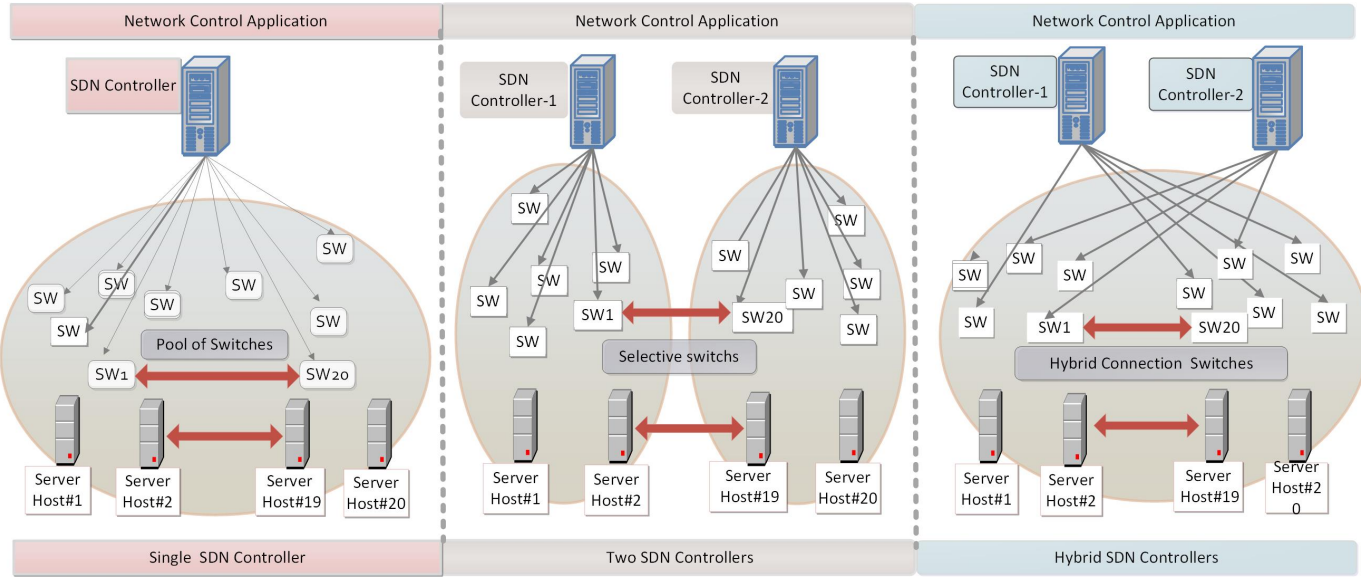 Network Control Application
SDN Controller
SW
SW
SW
SW
SW
SW
SW
Pool of Switches
SW1
SW20
Server
Host#1
Server
Host#2
Server
Host#19
Server
Host#20
Single SDN Controller
Network Control Application
SDN
Controller-1
SDN
Controller-2
SW
SW
SW
SW
SW
SW
SW
SW
SW
SW
SW1
SW20
Selective switchs
Server
Host#1
Server
Host#2
Server
Host#19
Server
Host#20
Two SDN Controllers
Network Control Application
SDN
Controller-1
SDN
Controller-2
SW
SW
SW
SW
SW
SW
SW
SW
SW
SW1
SW20
Hybrid Connection Switches
Server
Host#1
Server
Host#2
Server
Host#19
Server
Host#2
0
Hybrid SDN Controllers